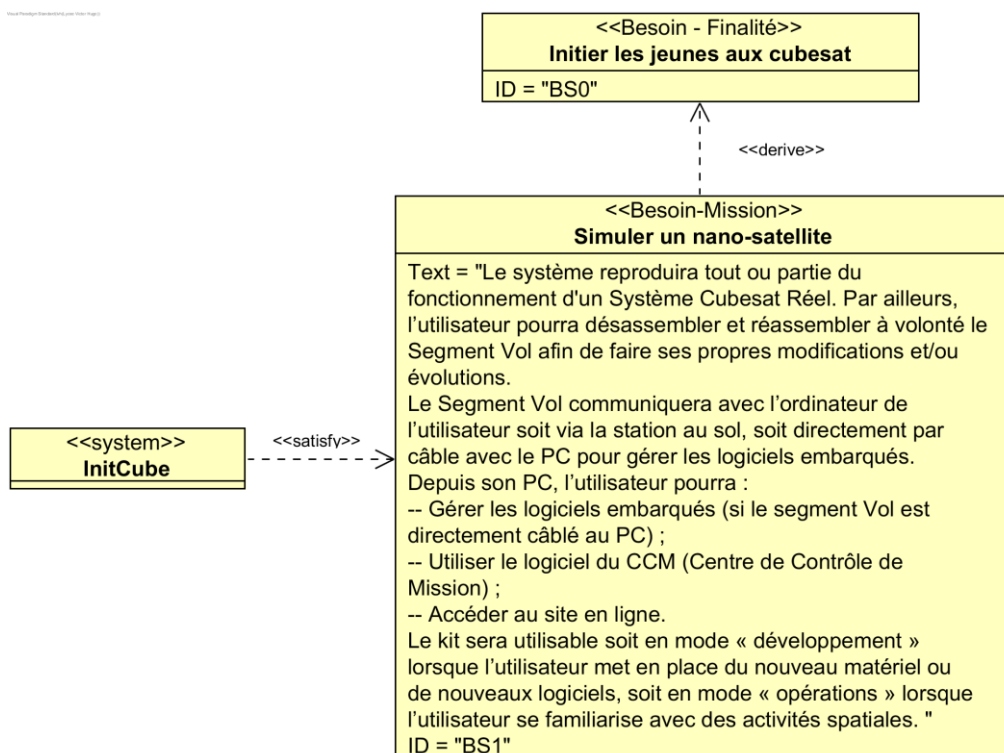 <<Besoin - Finalité>>
Initier les jeunes aux cubesat
ID = "BS0"
<<derive>>
<<Besoin-Mission>>
Simuler un nano-satellite
Text = "Le système reproduira tout ou partie du
fonctionnement d'un Système Cubesat Réel. Par ailleurs,
l’utilisateur pourra désassembler et réassembler à volonté le
Segment Vol afin de faire ses propres modifications et/ou
évolutions.
Le Segment Vol communiquera avec l’ordinateur de
l’utilisateur soit via la station au sol, soit directement par
câble avec le PC pour gérer les logiciels embarqués.
Depuis son PC, l’utilisateur pourra :
-- Gérer les logiciels embarqués (si le segment Vol est
directement câblé au PC) ;
-- Utiliser le logiciel du CCM (Centre de Contrôle de
Mission) ;
-- Accéder au site en ligne.
Le kit sera utilisable soit en mode « développement »
lorsque l’utilisateur met en place du nouveau matériel ou
de nouveaux logiciels, soit en mode « opérations » lorsque
l’utilisateur se familiarise avec des activités spatiales. "
ID = "BS1"
<<system>>
InitCube
<<satisfy>>